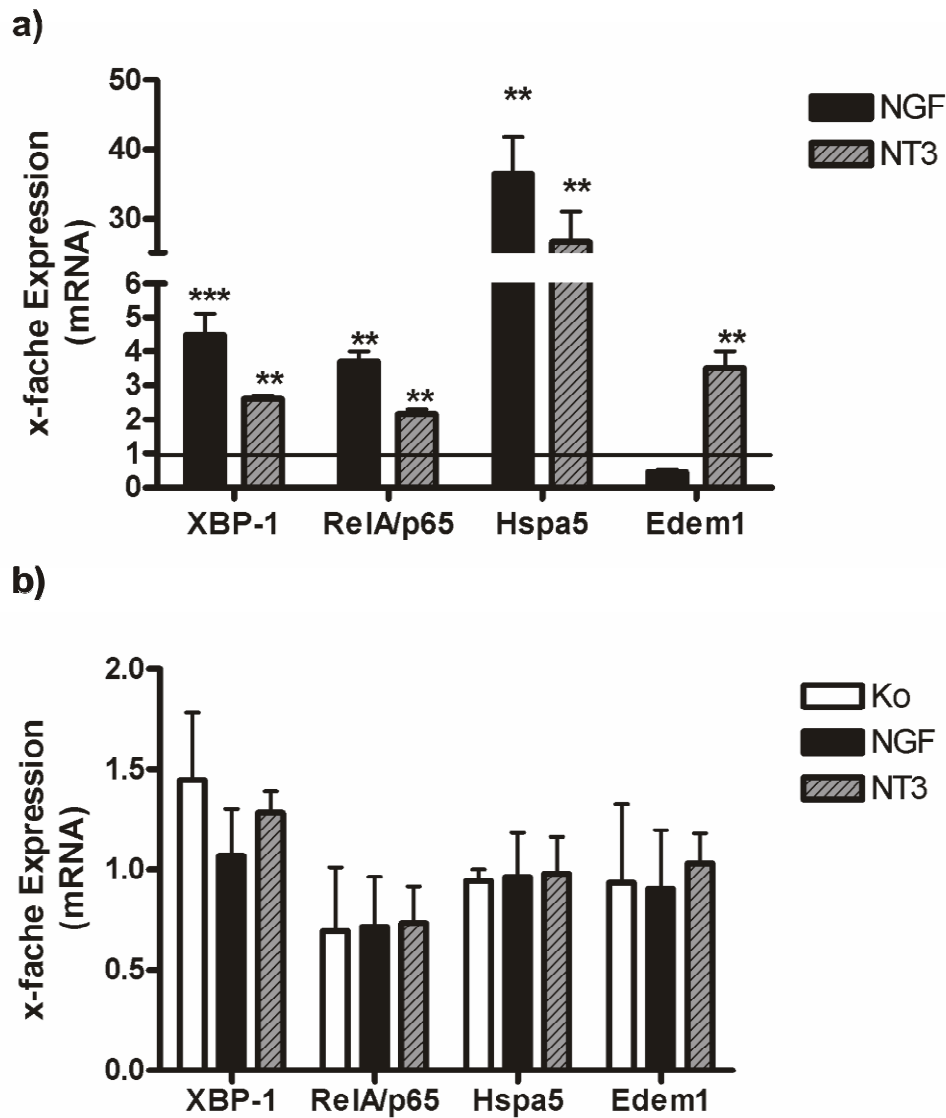 a)
x-fache Expression
(mRNA)
50
40
30
6
5
4
3
2
1
0
***
**
**
**
**
**
**
NGF
NT3
XBP-1 RelA/p65 Hspa5 Edem1
b)
x-fache Expression
(mRNA)
2.0
1.5
1.0
0.5
0.0
Ko
NGF
NT3
XBP-1 RelA/p65 Hspa5 Edem1